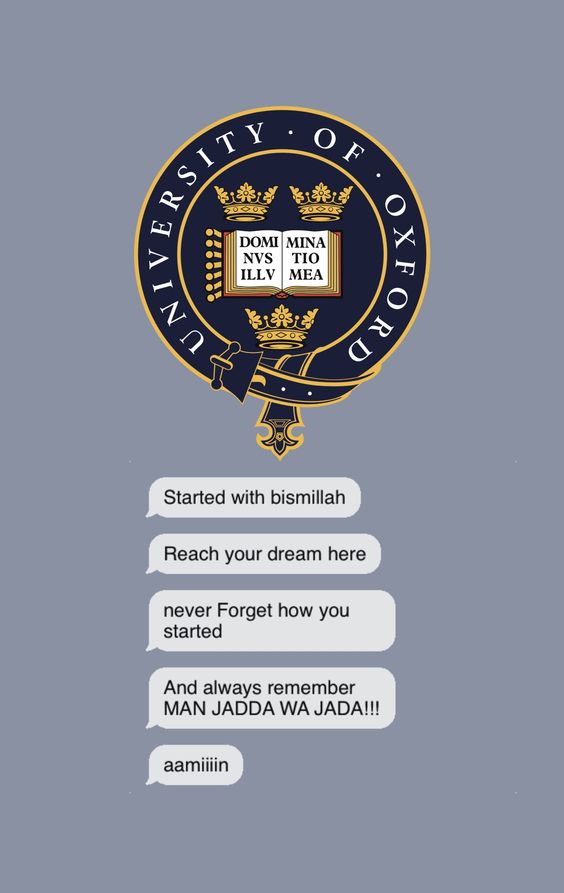 UNIVERSITY · OF · OXFORD
DOMI MINA
NVS TIO
ILLV MEA
Started with bismillah
Reach your dream here
never Forget how you
started
And always remember
MAN JADDA WA JADA!!!
aamiiiin